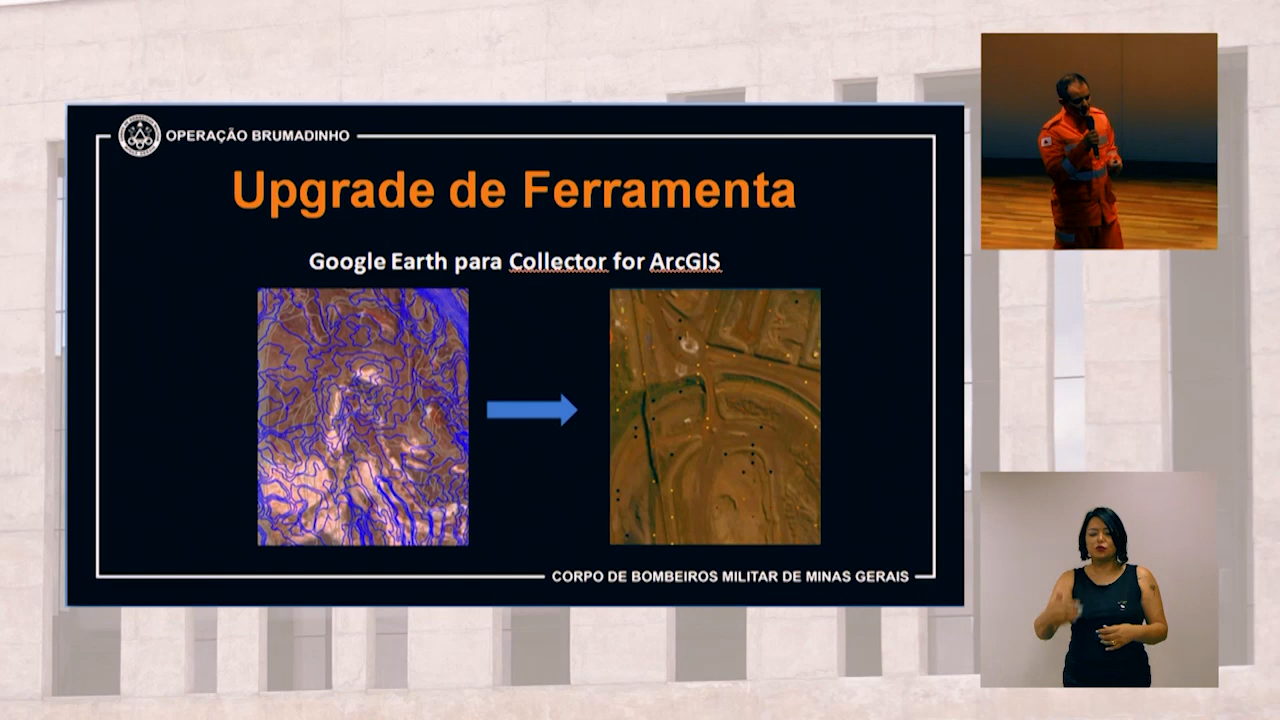 OPERAÇÃO BRUMADINHO
Upgrade de Ferramenta
Google Earth para Collector for ArcGIS
CORPO DE BOMBEIROS MILITAR DE MINAS GERAIS